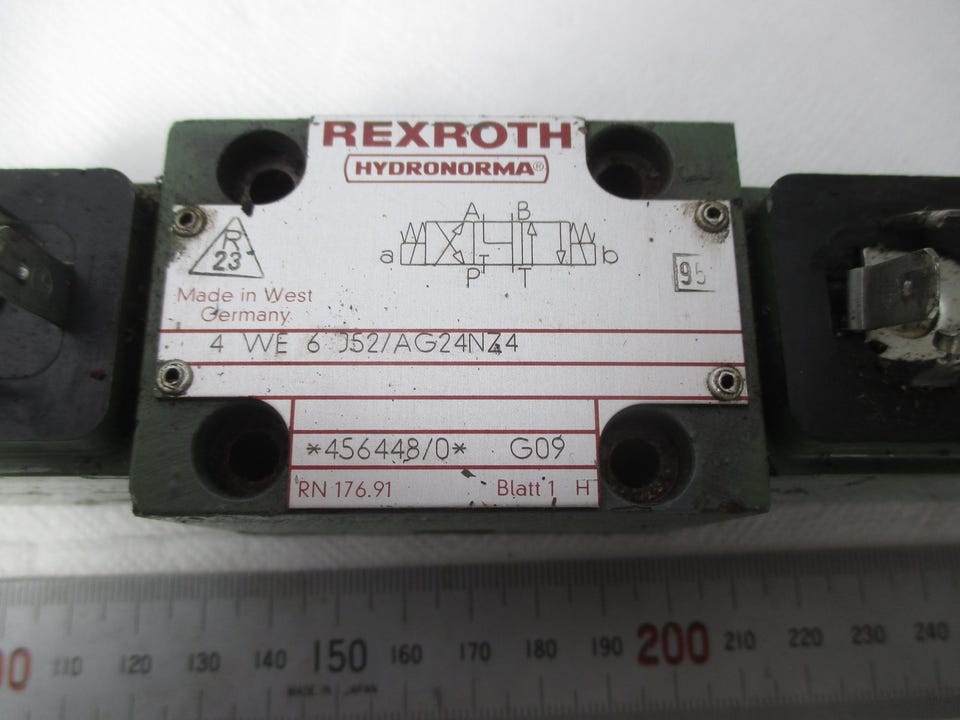 REXROTH
HYDRONORMA®
A B
a b
P T
R
23
95
Made in West
Germany
4 WE 6 J52/AG24NZ4
*456448/0* G09
RN 176.91 Blatt 1 H
00 110 120 130 140 150 160 170 180 190 200 210 220 230 240
MADE IN JAPAN